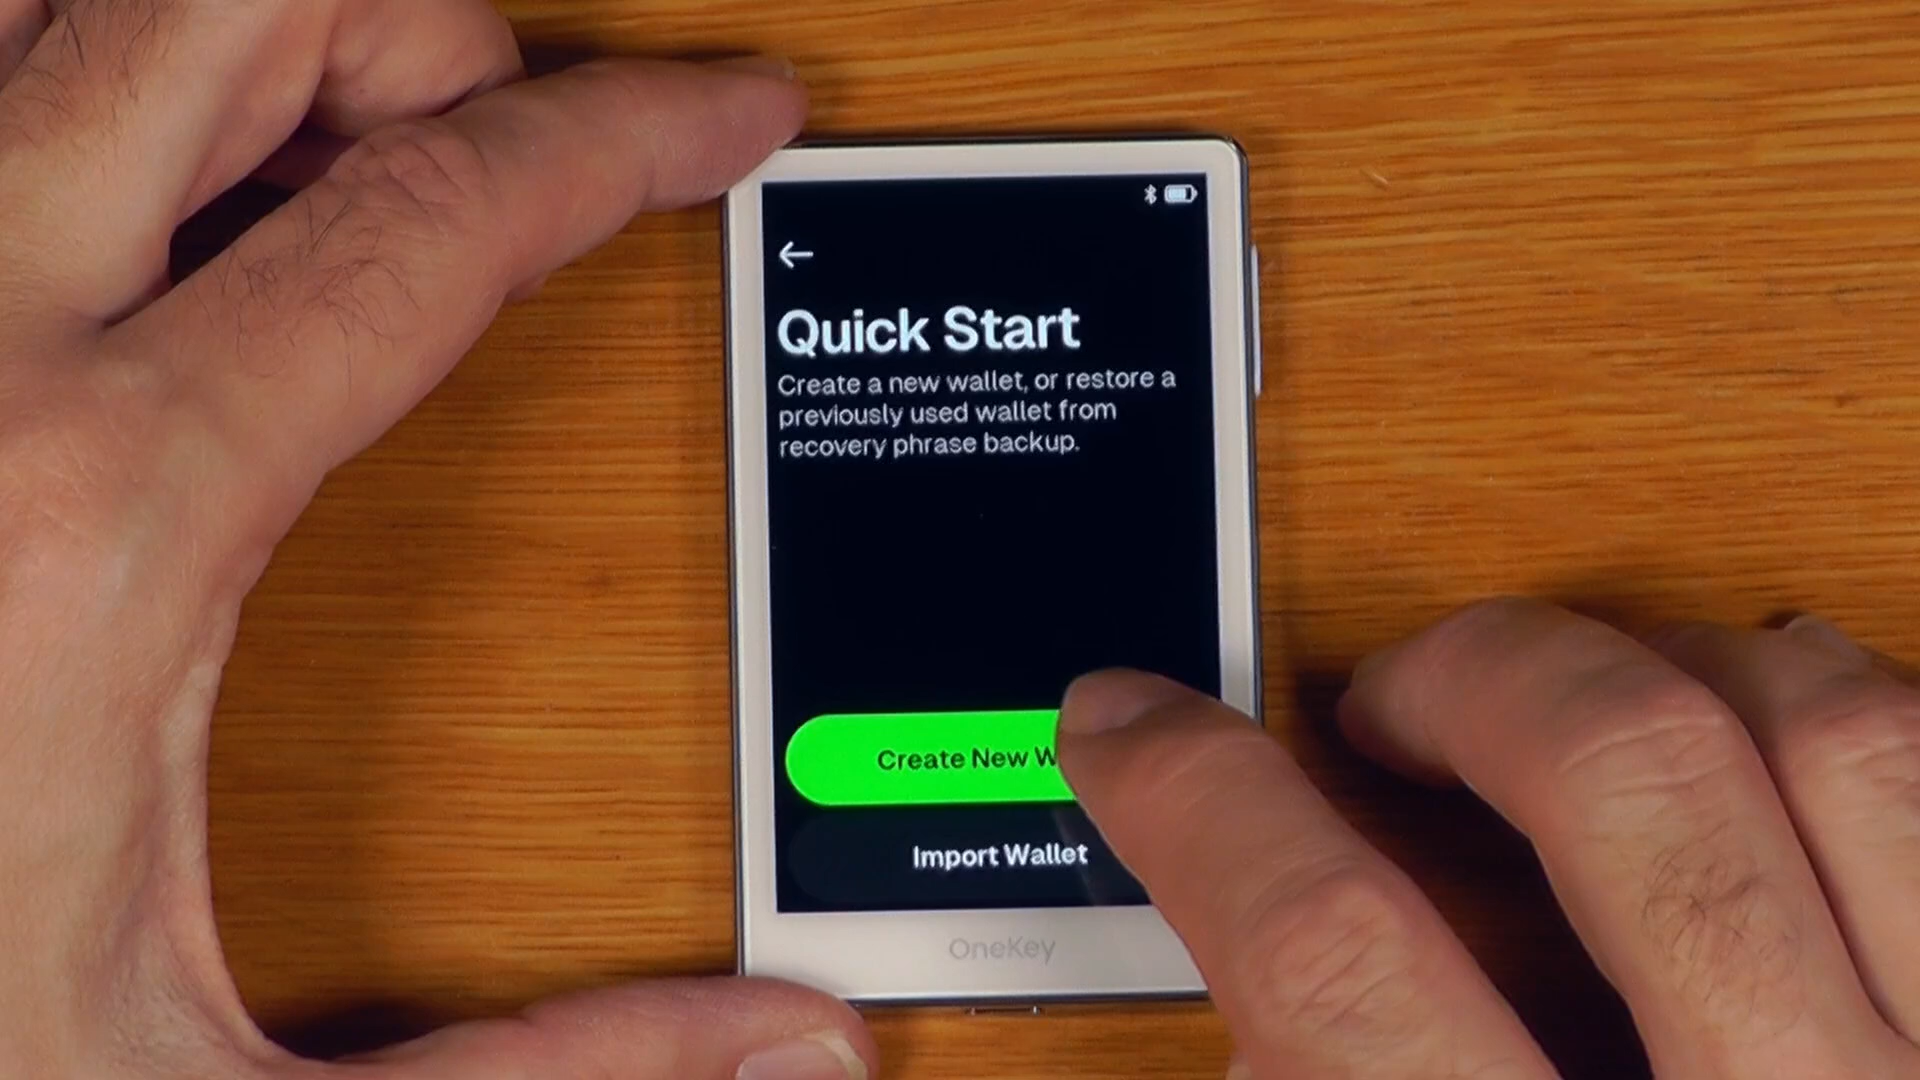 Quick Start
Create a new wallet, or restore a
previously used wallet from
recovery phrase backup.
Create New
Import Wallet
OneKey